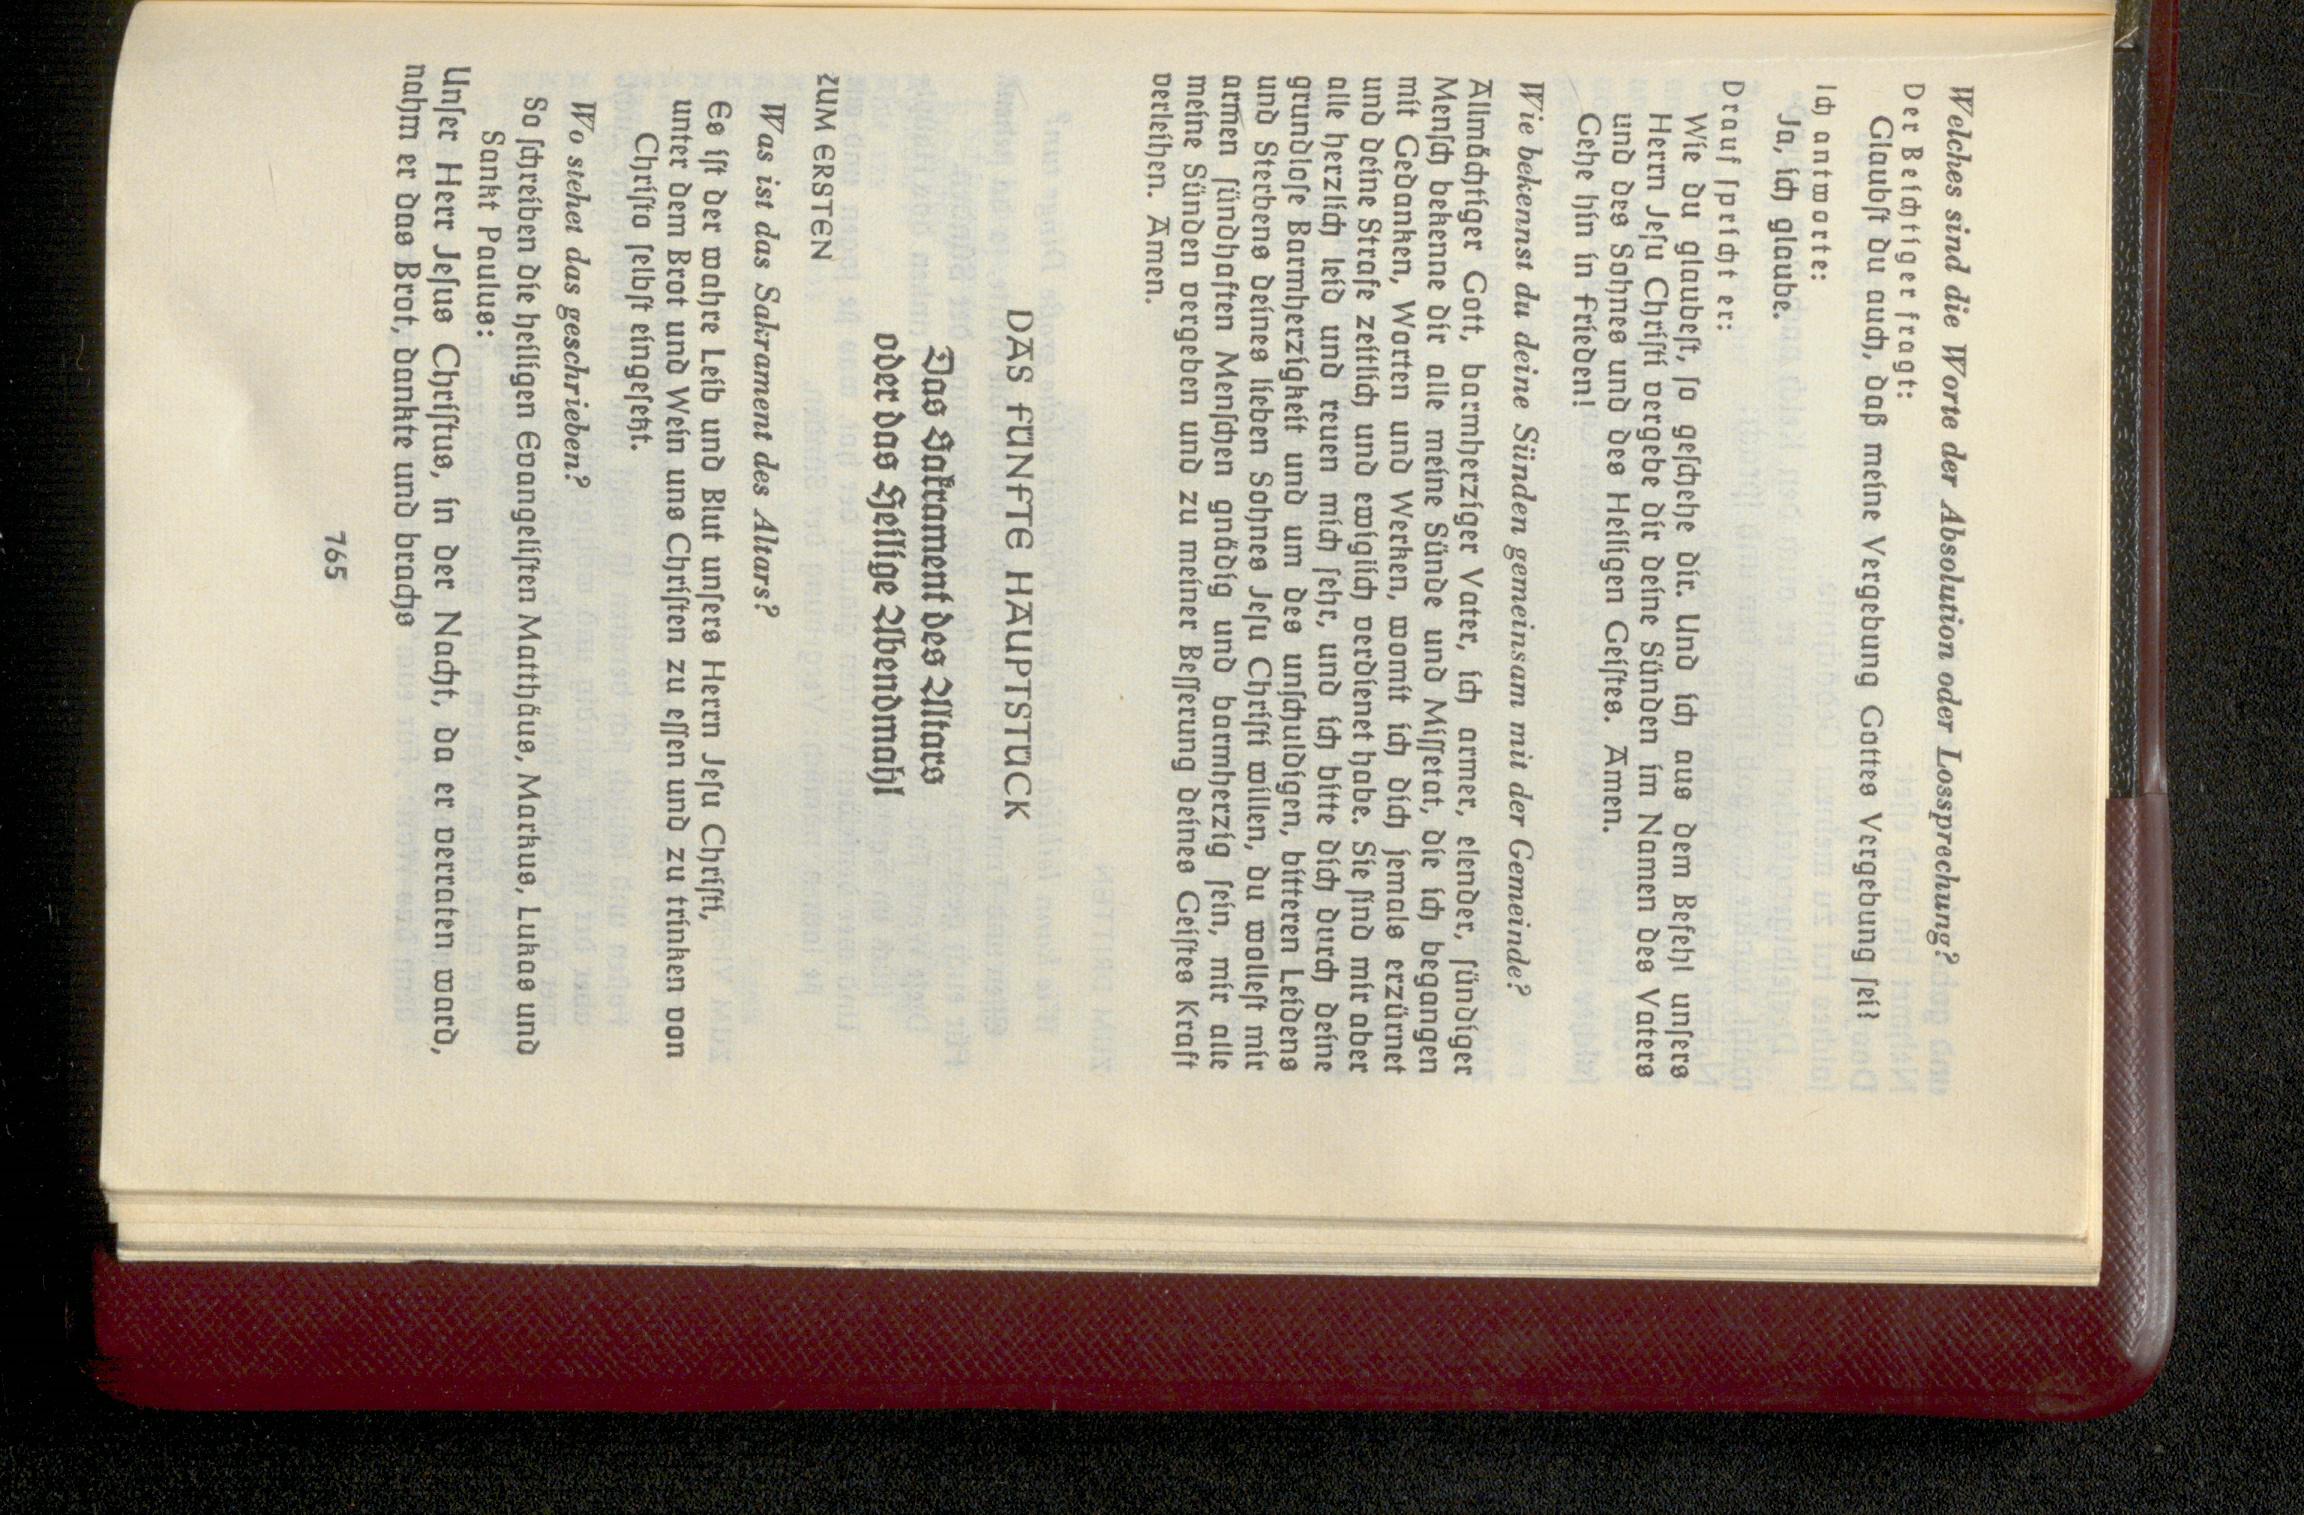 Welches sind die Worte der Absolution oder Lossprechung?
Der Beichtiger fragt:
Glaubſt du auch, daß meine Vergebung Gottes Vergebung ſei?
Ich antworte:
Ja, ich glaube.
Drauf ſpricht er:
Wie du glaubeſt, ſo geſchehe dir. Und ich aus dem Befehl unſers
Herrn Jeſu Chriſti vergebe dir deine Sünden im Namen des Vaters
und des Sohnes und des Heiligen Geiſtes. Amen.
Gehe hin in Frieden!
Wie bekennst du deine Sünden gemeinsam mit der Gemeinde?
Allmächtiger Gott, barmherziger Vater, ich armer, elender, ſündiger
Menſch bekenne dir alle meine Sünde und Miſſetat, die ich begangen
mit Gedanken, Worten und Werken, womit ich dich jemals erzürnet
und deine Strafe zeitlich und ewiglich verdienet habe. Sie ſind mir aber
alle herzlich leid und reuen mich ſehr, und ich bitte dich durch deine
grundloſe Barmherzigkeit und um des unſchuldigen, bitteren Leidens
und Sterbens deines lieben Sohnes Jeſu Chriſti willen, du wolleſt mir
armen ſündhaften Menſchen gnädig und barmherzig ſein, mir alle
meine Sünden vergeben und zu meiner Beſſerung deines Geiſtes Kraft
verleihen. Amen.
DAS FÜNFTE HAUPTSTÜCK
Das Sakrament des Altars
oder das Heilige Abendmahl
ZUM ERSTEN
Was ist das Sakrament des Altars?
Es iſt der wahre Leib und Blut unſers Herrn Jeſu Chriſti,
unter dem Brot und Wein uns Chriſten zu eſſen und zu trinken von
Chriſto ſelbſt eingeſetzt.
Wo stehet das geschrieben?
So ſchreiben die heiligen Evangeliſten Matthäus, Markus, Lukas und
Sankt Paulus:
Unſer Herr Jeſus Chriſtus, in der Nacht, da er verraten ward,
nahm er das Brot, dankte und brachs
765